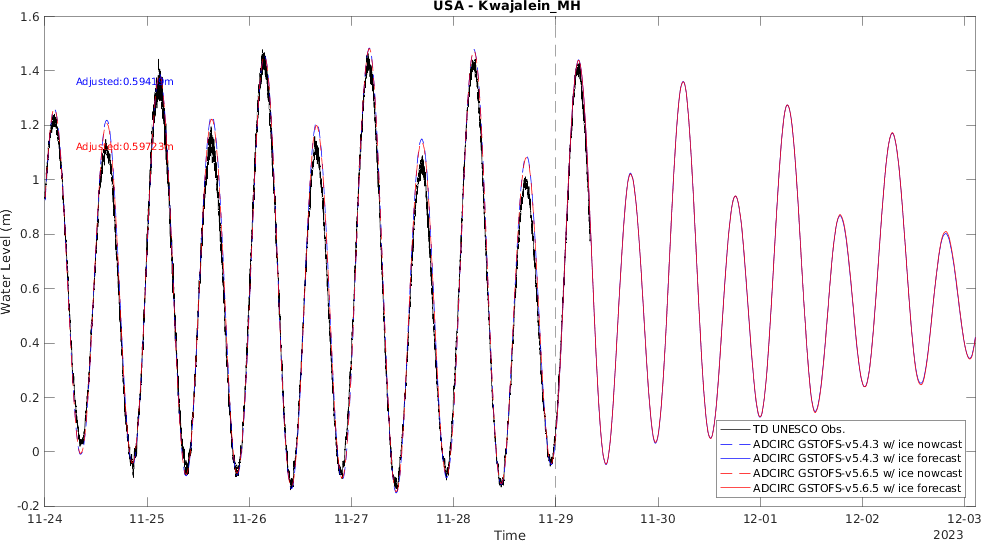 USA - Kwajalein_MH
1.6
1.4
1.2
1
0.8
0.6
0.4
0.2
0
-0.2
Water Level (m)
Adjusted:0.59723m
TD UNESCO Obs.
ADCIRC GSTOFS-v5.4.3 w/ ice nowcast
ADCIRC GSTOFS-v5.4.3 w/ ice forecast
ADCIRC GSTOFS-v5.6.5 w/ ice nowcast
ADCIRC GSTOFS-v5.6.5 w/ ice forecast
11-24 11-25 11-26 11-27 11-28 11-29 11-30 12-01 12-02 12-03
Time
2023